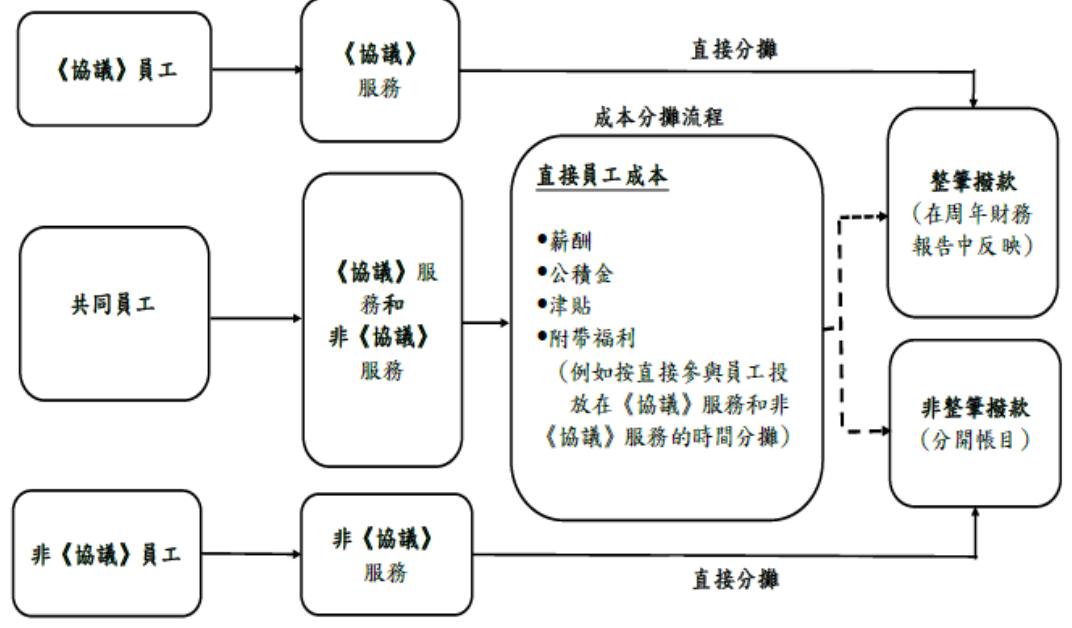 《協議》員工
《協議》
服務
直接分攤
成本分攤流程
直接員工成本
•薪酬
•公積金
•津貼
•附帶福利
（例如按直接參與員工投
放在《協議》服務和非
《協議》服務的時間分攤）
整筆撥款
（在周年財務
報告中反映）
共同員工
《協議》服
務和
非《協議》
服務
非整筆撥款
（分開帳目）
非《協議》員工
非《協議》
服務
直接分攤